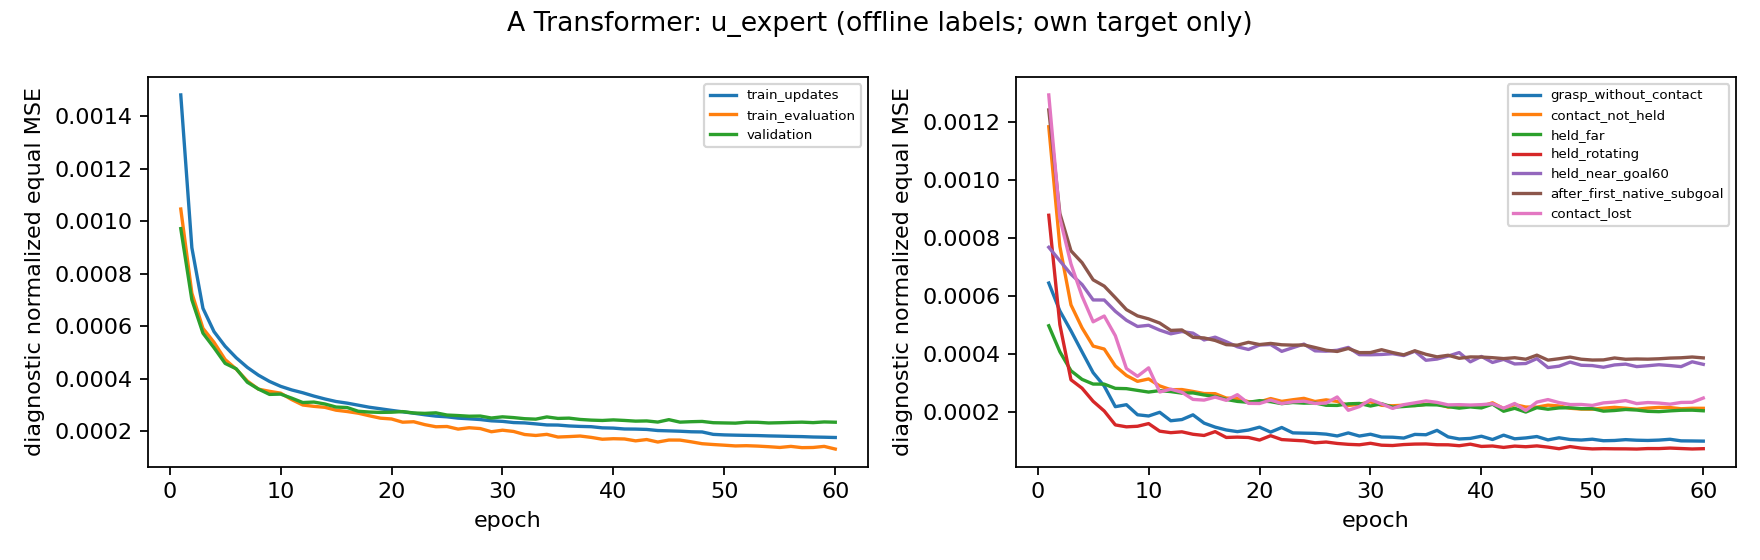 A Transformer: u_expert (offline labels; own target only)
diagnostic normalized equal MSE
0.0014
0.0012
0.0010
0.0008
0.0006
0.0004
0.0002
train_updates
train_evaluation
validation
0 10 20 30 40 50 60
epoch
diagnostic normalized equal MSE
0.0012
0.0010
0.0008
0.0006
0.0004
0.0002
grasp_without_contact
contact_not_held
held_far
held_rotating
held_near_goal60
after_first_native_subgoal
contact_lost
0 10 20 30 40 50 60
epoch